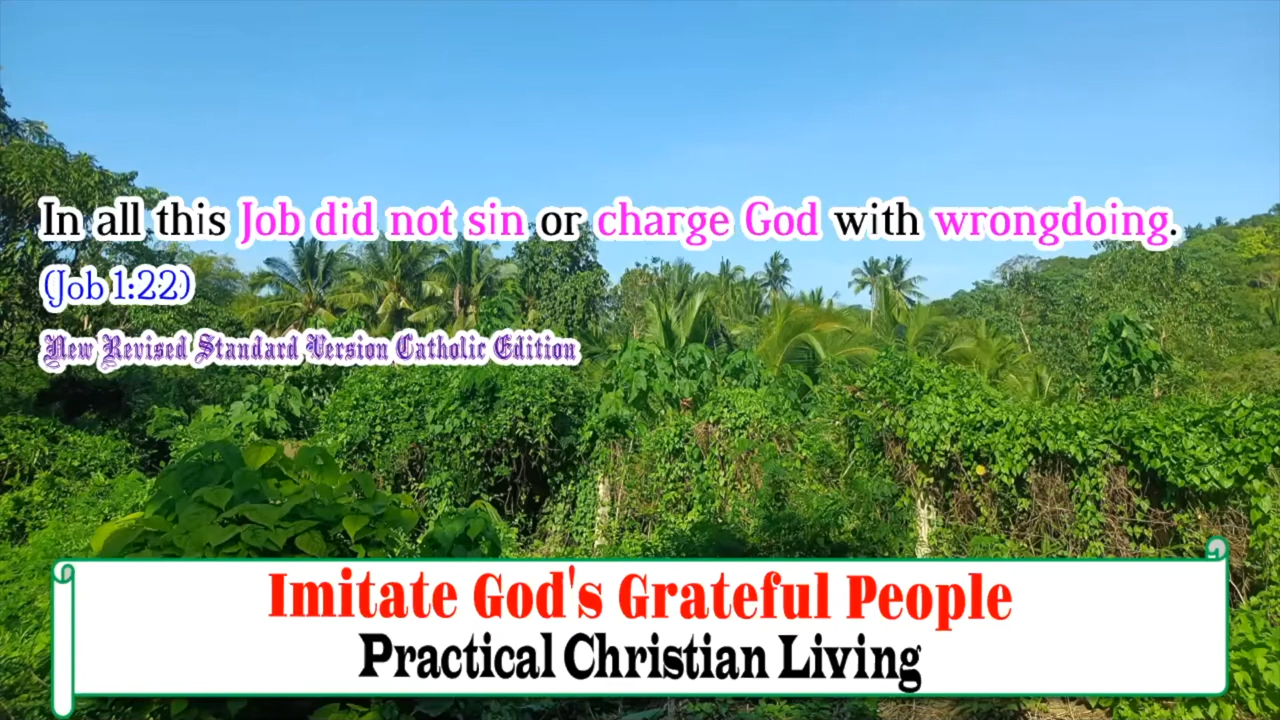 In all this Job did not sin or charge God with wrongdoing.
(Job 1:22)
New Revised Standard Version Catholic Edition
Imitate God's Grateful People
Practical Christian Living